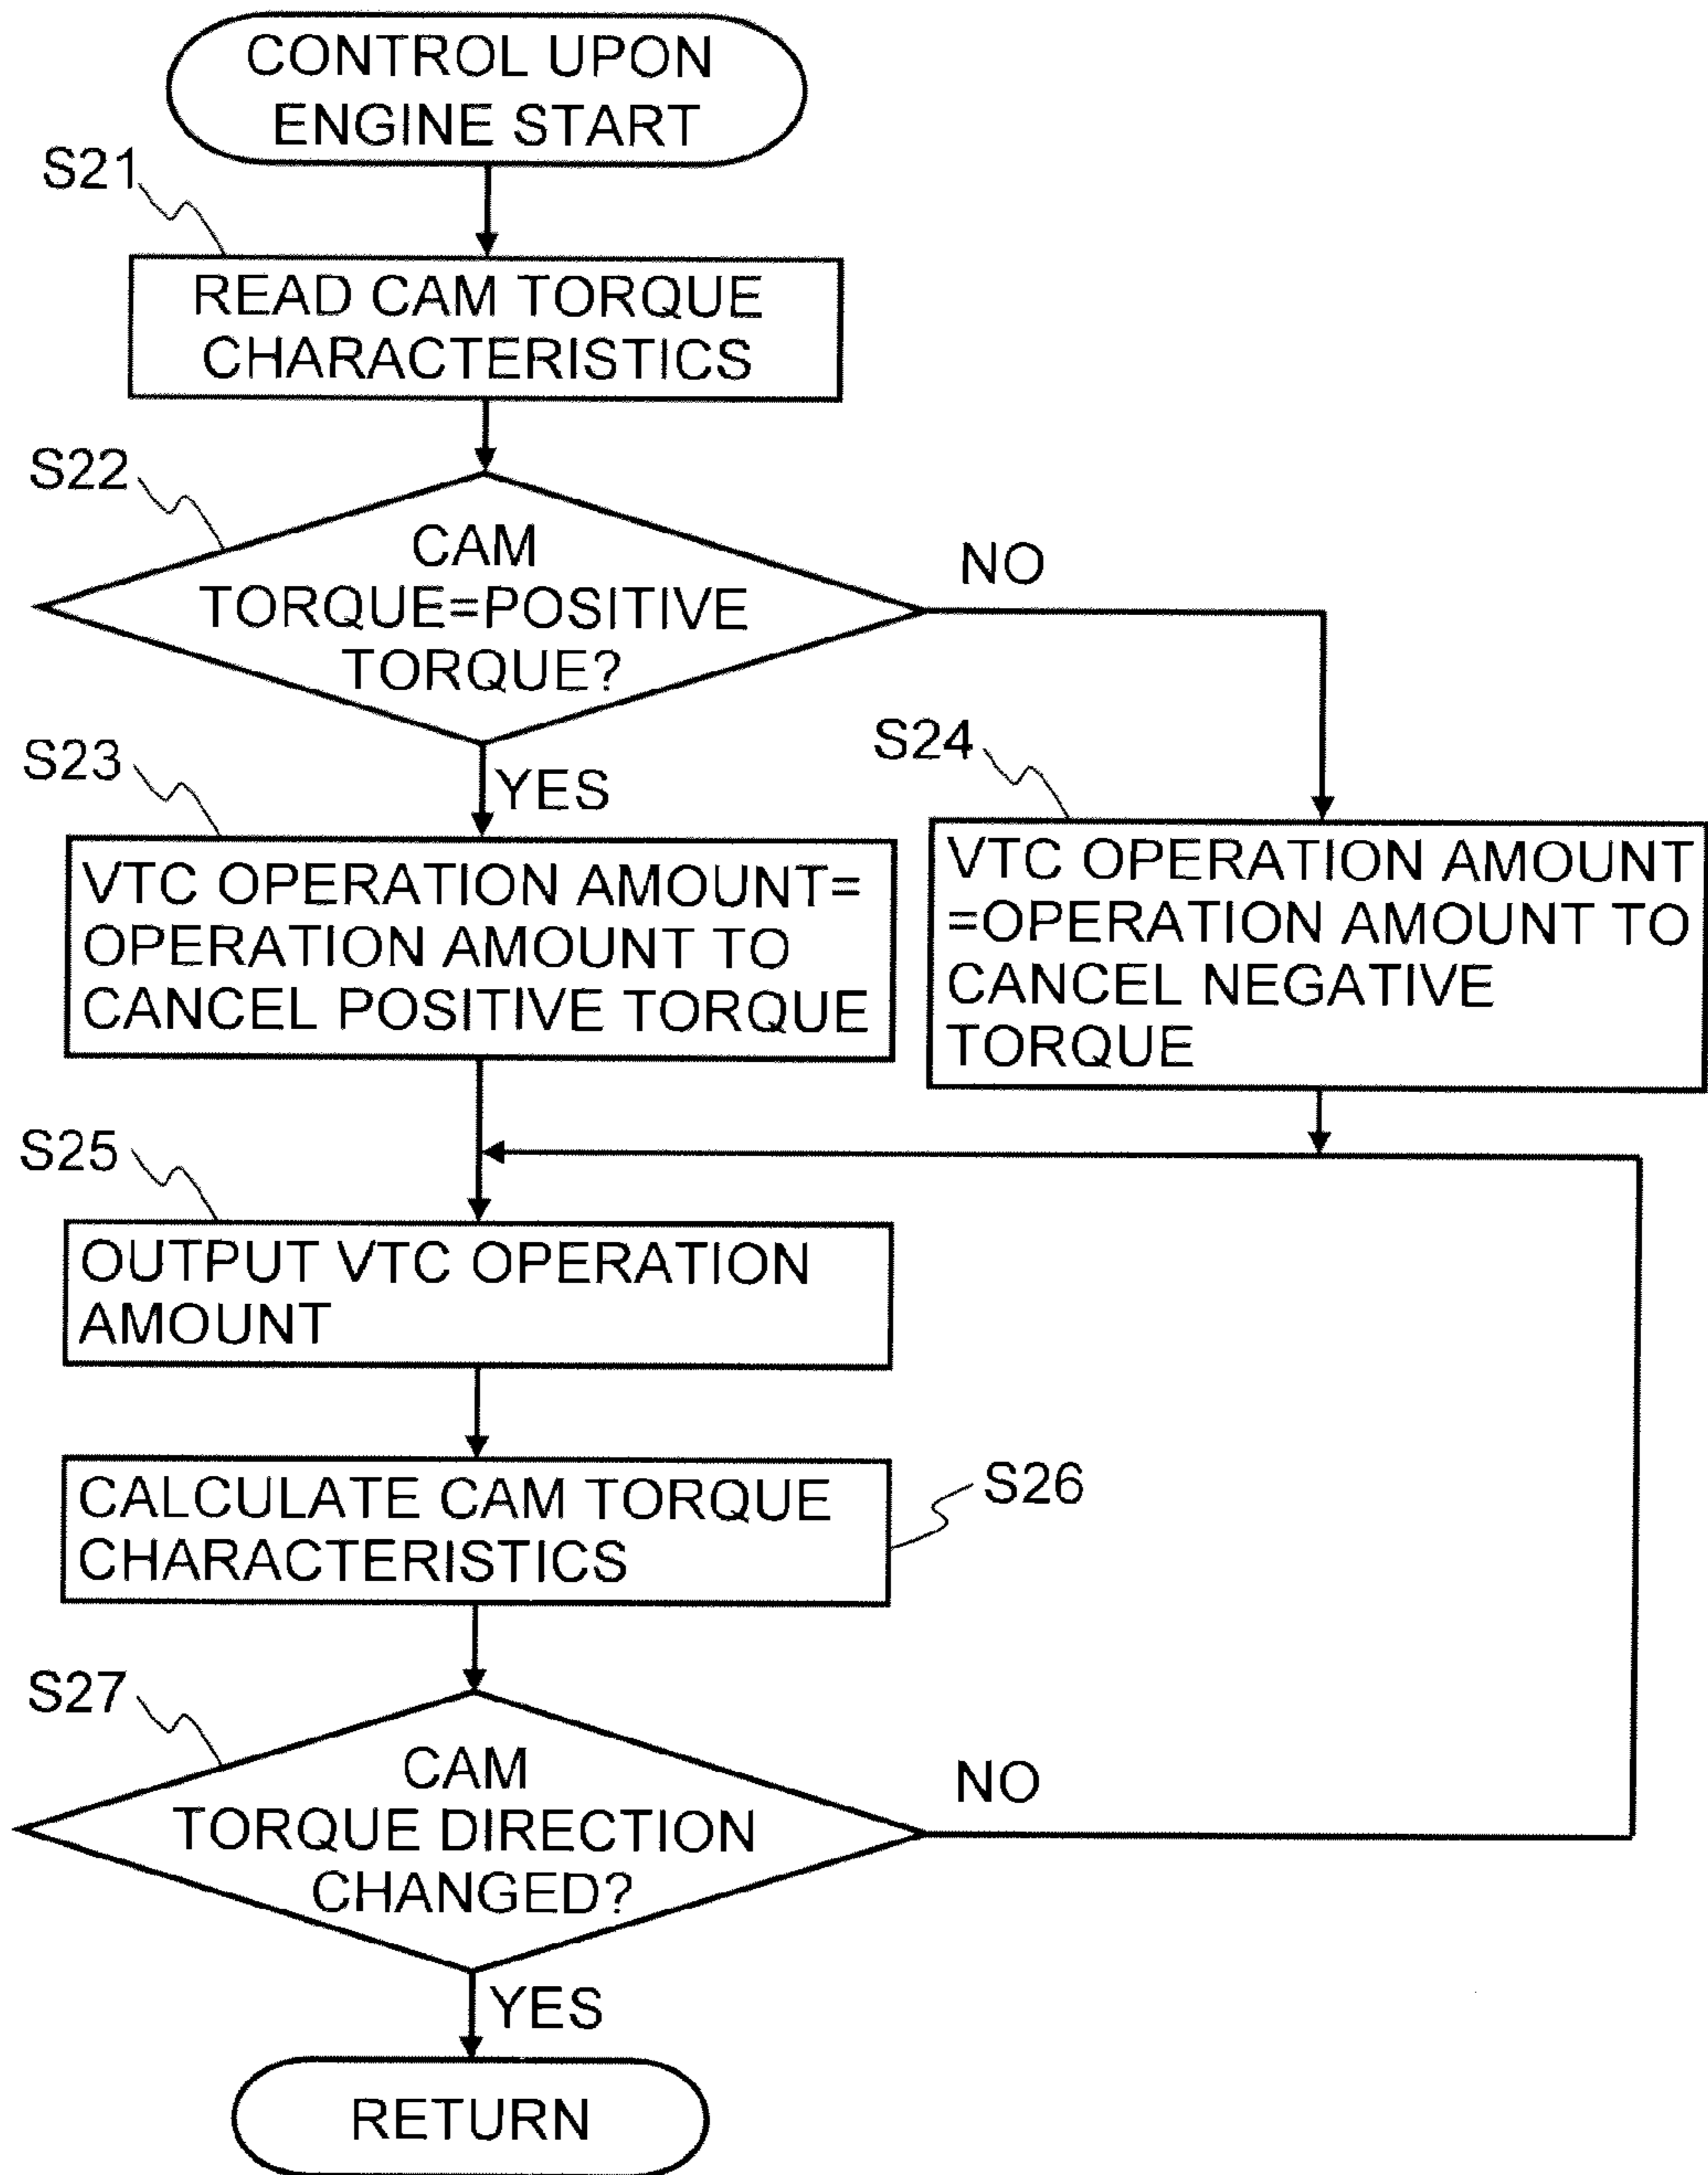 CONTROL UPON
ENGINE START
S21
READ CAM TORQUE
CHARACTERISTICS
S22
CAM
TORQUE=POSITIVE
TORQUE?
NO
YES
S23
VTC OPERATION AMOUNT=
OPERATION AMOUNT TO
CANCEL POSITIVE TORQUE
S24
VTC OPERATION AMOUNT
=OPERATION AMOUNT TO
CANCEL NEGATIVE
TORQUE
S25
OUTPUT VTC OPERATION
AMOUNT
CALCULATE CAM TORQUE
CHARACTERISTICS
S26
S27
CAM
TORQUE DIRECTION
CHANGED?
NO
YES
RETURN